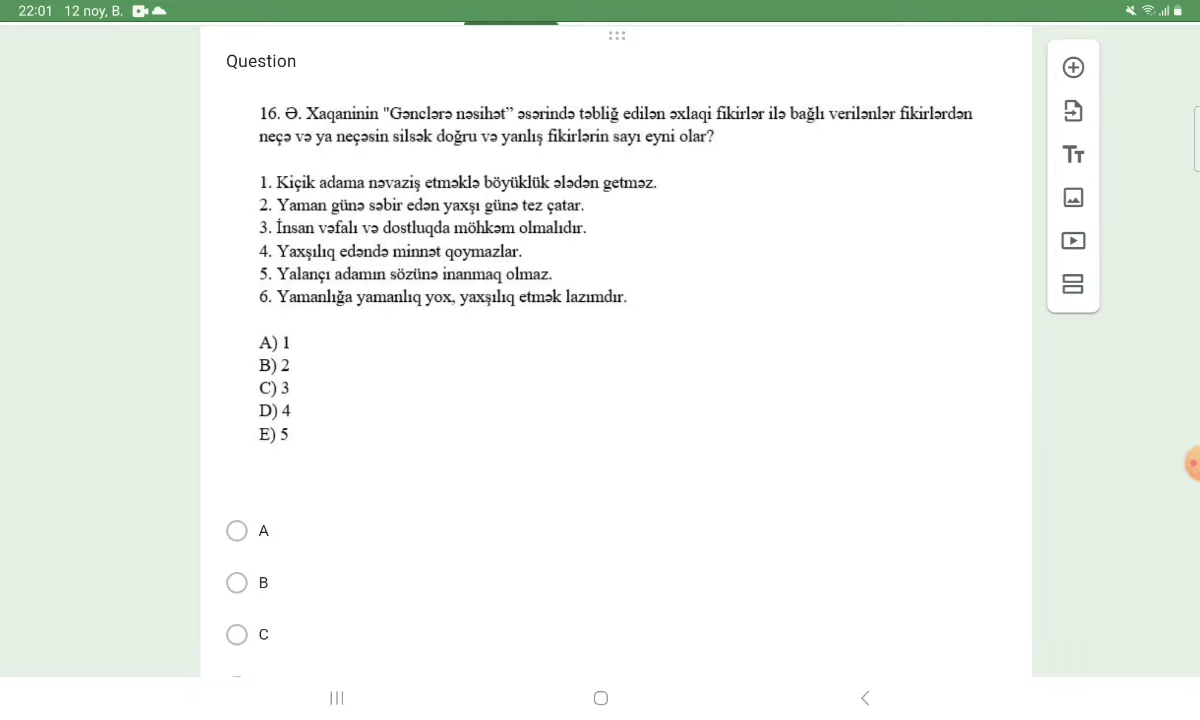 22:01 12 noy, B.
Question
16. Ə. Xaqaninin "Gənclərə nəsihət” əsərində təbliğ edilən əxlaqi fikirlər ilə bağlı verilənlər fikirlərdən
neçə və ya neçəsin silsək doğru və yanlış fikirlərin sayı eyni olar?
1. Kiçik adama nəvaziş etməklə böyüklük ələdən getməz.
2. Yaman günə səbir edən yaxşı günə tez çatar.
3. İnsan vəfalı və dostluqda möhkəm olmalıdır.
4. Yaxşılıq edəndə minnət qoymazlar.
5. Yalançı adamın sözünə inanmaq olmaz.
6. Yamanlığa yamanlıq yox, yaxşılıq etmək lazımdır.
A) 1
B) 2
C) 3
D) 4
E) 5
A
B
C